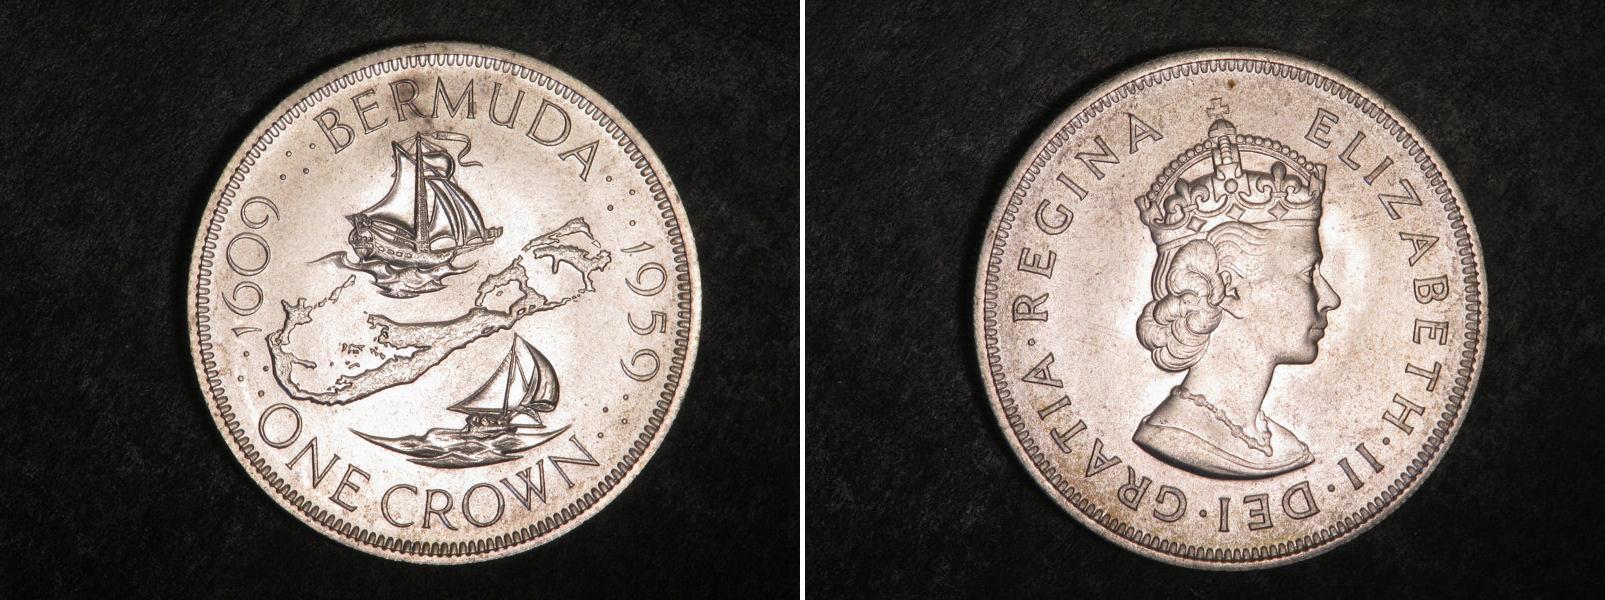 BERMUDA
1609
1959
ONE CROWN
ELIZABETH·II·DEI·GRATIA·REGINA